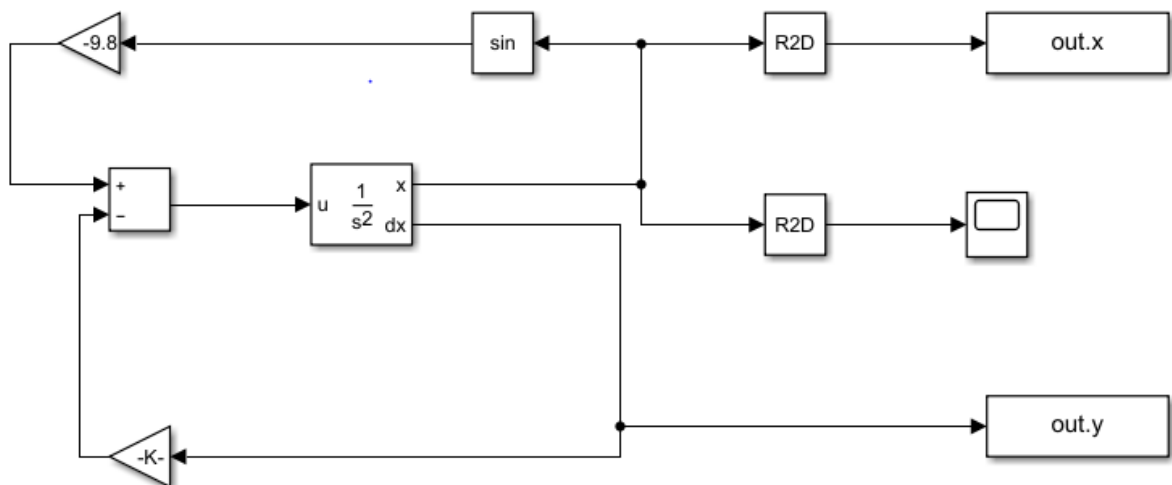 -9.8
sin
R2D
out.x
+
−
u
1
s2
x
dx
R2D
out.y
-K-